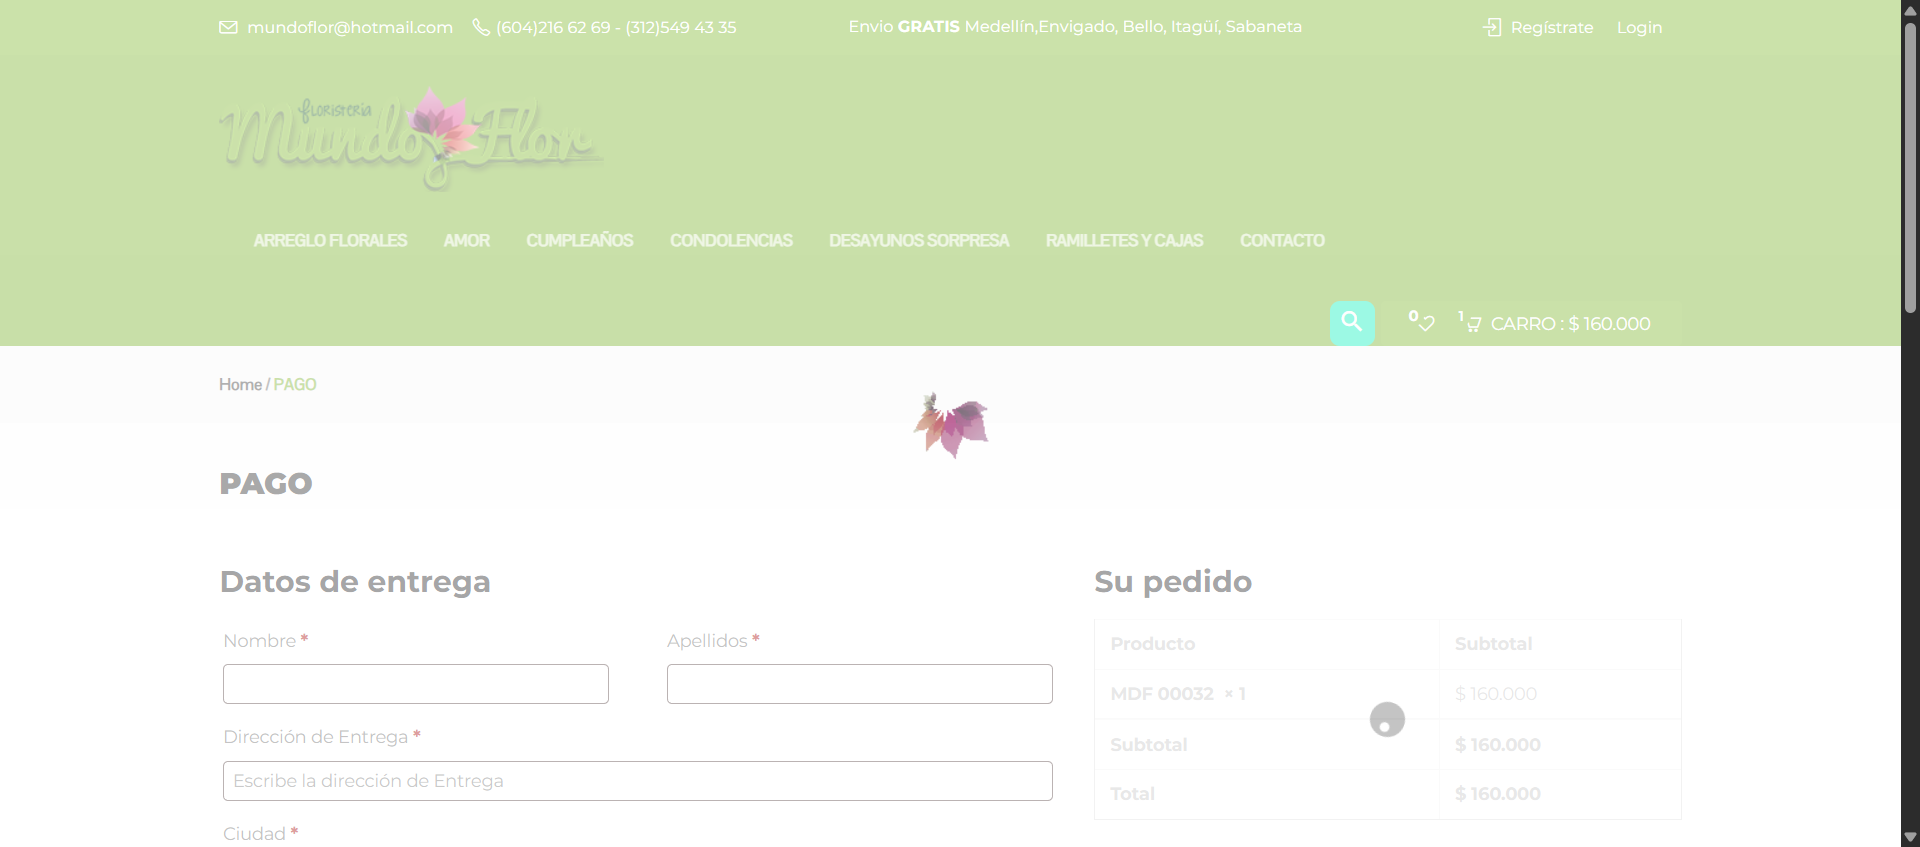 mundoflor@hotmail.com (604)216 62 69 - (312)549 43 35 Envio GRATIS Medellín,Envigado, Bello, Itagüí, Sabaneta Regístrate Login
floristería
Mundo Flor
ARREGLO FLORALES AMOR CUMPLEAÑOS CONDOLENCIAS DESAYUNOS SORPRESA RAMILLETES Y CAJAS CONTACTO
0 1 CARRO : $ 160.000
Home / PAGO
PAGO
Datos de entrega
Nombre *
Apellidos *
Dirección de Entrega *
Escribe la dirección de Entrega
Ciudad *
Su pedido
Producto Subtotal
MDF 00032 × 1 $ 160.000
Subtotal $ 160.000
Total $ 160.000